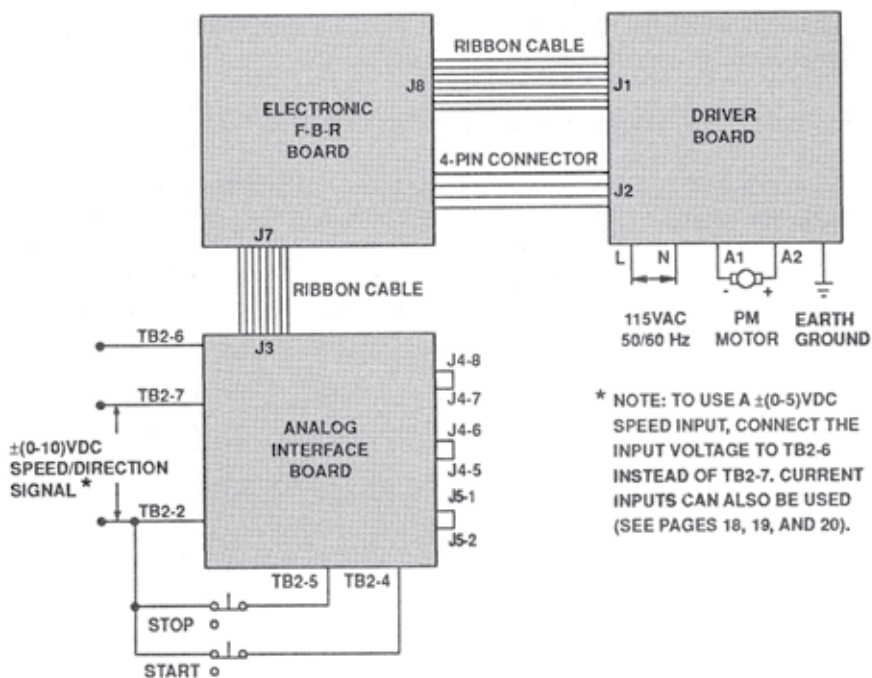 RIBBON CABLE
J8
J1
ELECTRONIC
F-B-R
BOARD
DRIVER
BOARD
4-PIN CONNECTOR
J2
J7
L N A1 A2
- +
RIBBON CABLE
115VAC
50/60 Hz
PM
MOTOR
EARTH
GROUND
TB2-6
J3
J4-8
TB2-7
J4-7
ANALOG
INTERFACE
BOARD
J4-6
J4-5
±(0-10)VDC
SPEED/DIRECTION
SIGNAL *
J5-1
TB2-2
J5-2
* NOTE: TO USE A ±(0-5)VDC
SPEED INPUT, CONNECT THE
INPUT VOLTAGE TO TB2-6
INSTEAD OF TB2-7. CURRENT
INPUTS CAN ALSO BE USED
(SEE PAGES 18, 19, AND 20).
TB2-5 TB2-4
STOP
START